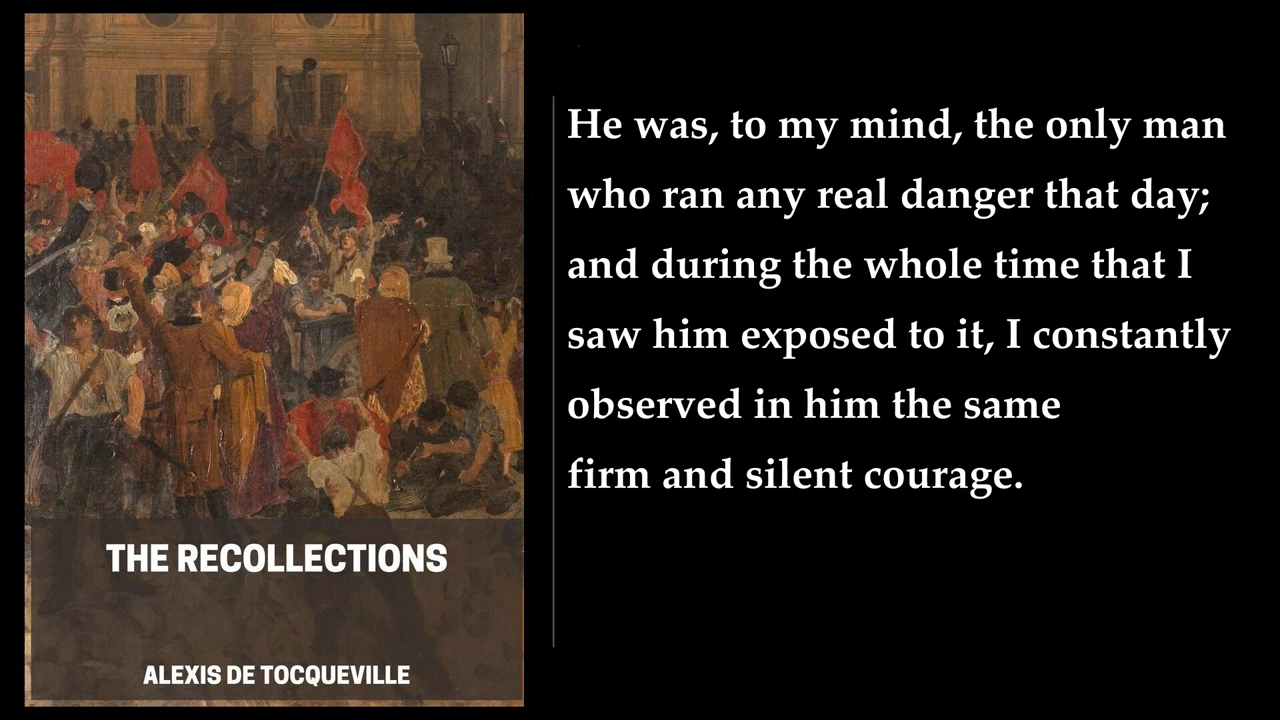 THE RECOLLECTIONS
ALEXIS DE TOCQUEVILLE
He was, to my mind, the only man
who ran any real danger that day;
and during the whole time that I
saw him exposed to it, I constantly
observed in him the same
firm and silent courage.